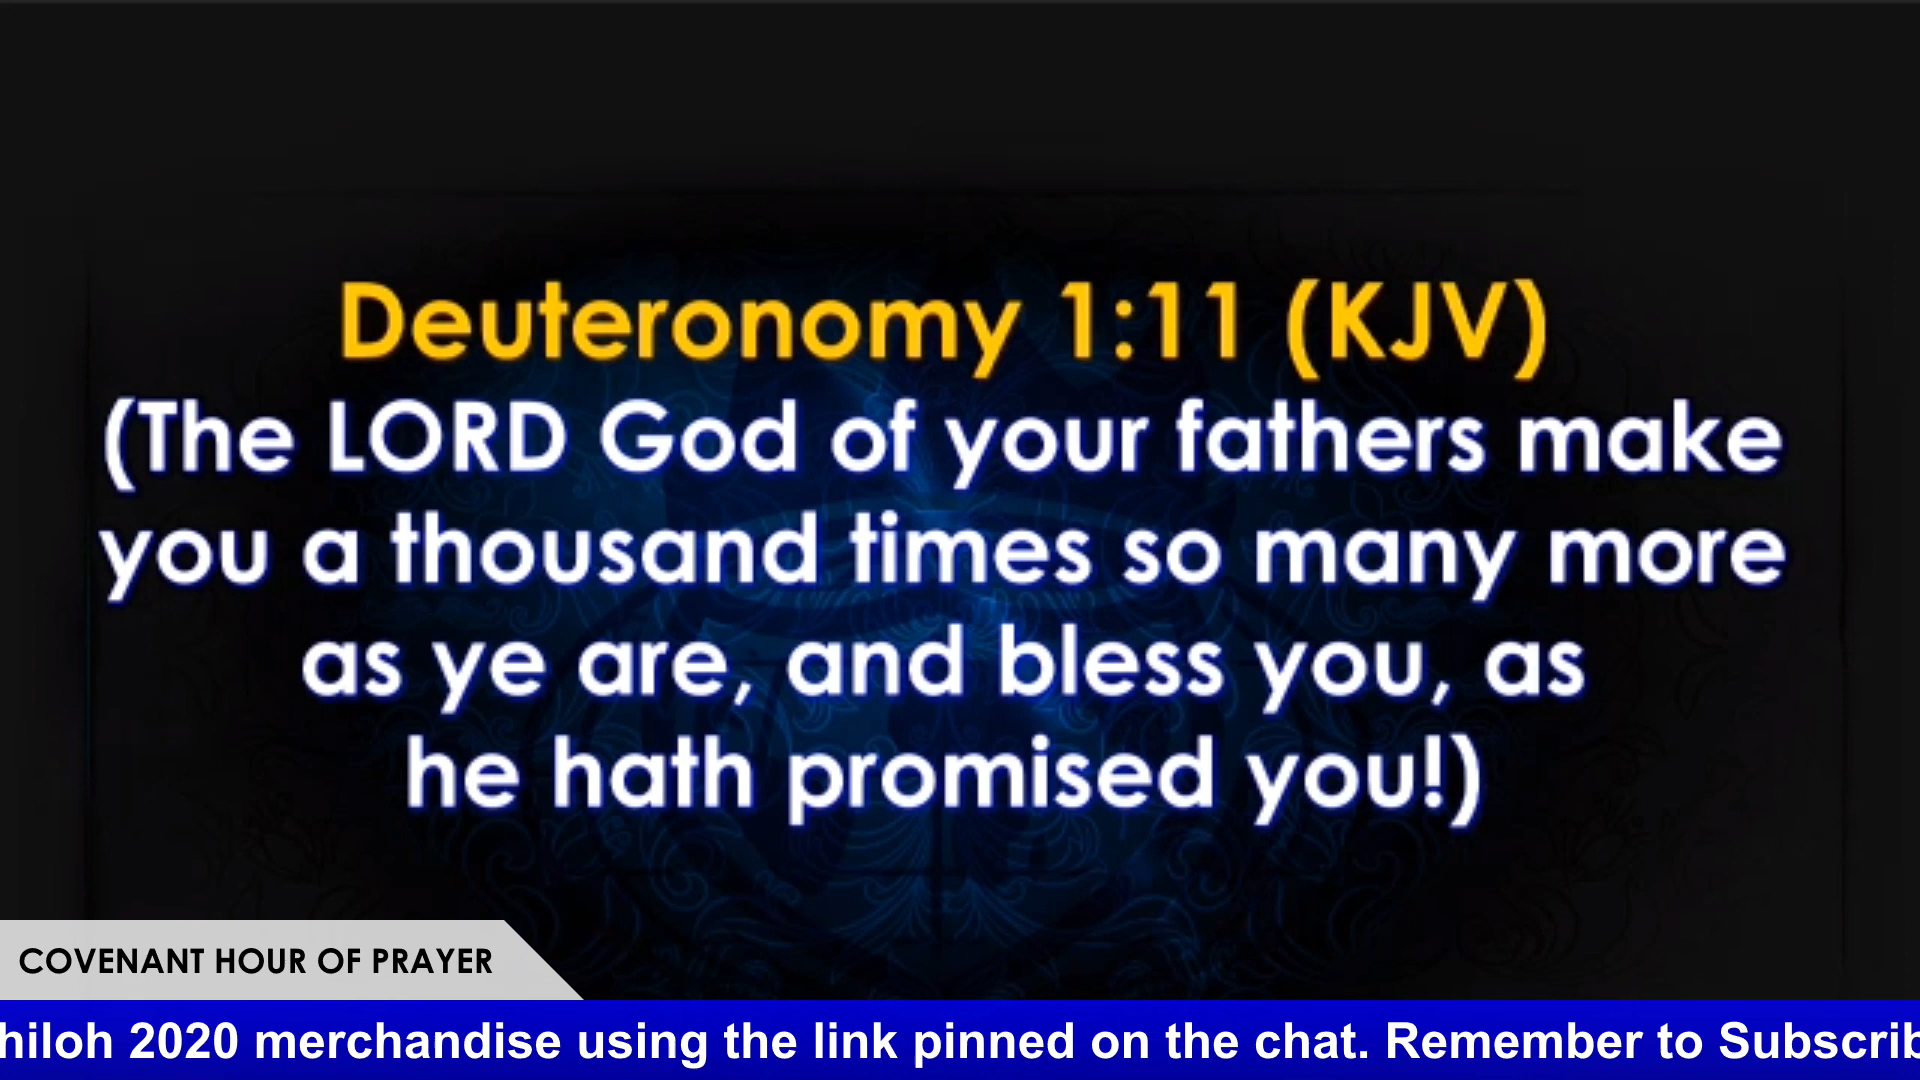 Deuteronomy 1:11 (KJV)
(The LORD God of your fathers make
you a thousand times so many more
as ye are, and bless you, as
he hath promised you!)
COVENANT HOUR OF PRAYER
hiloh 2020 merchandise using the link pinned on the chat. Remember to Subscrib